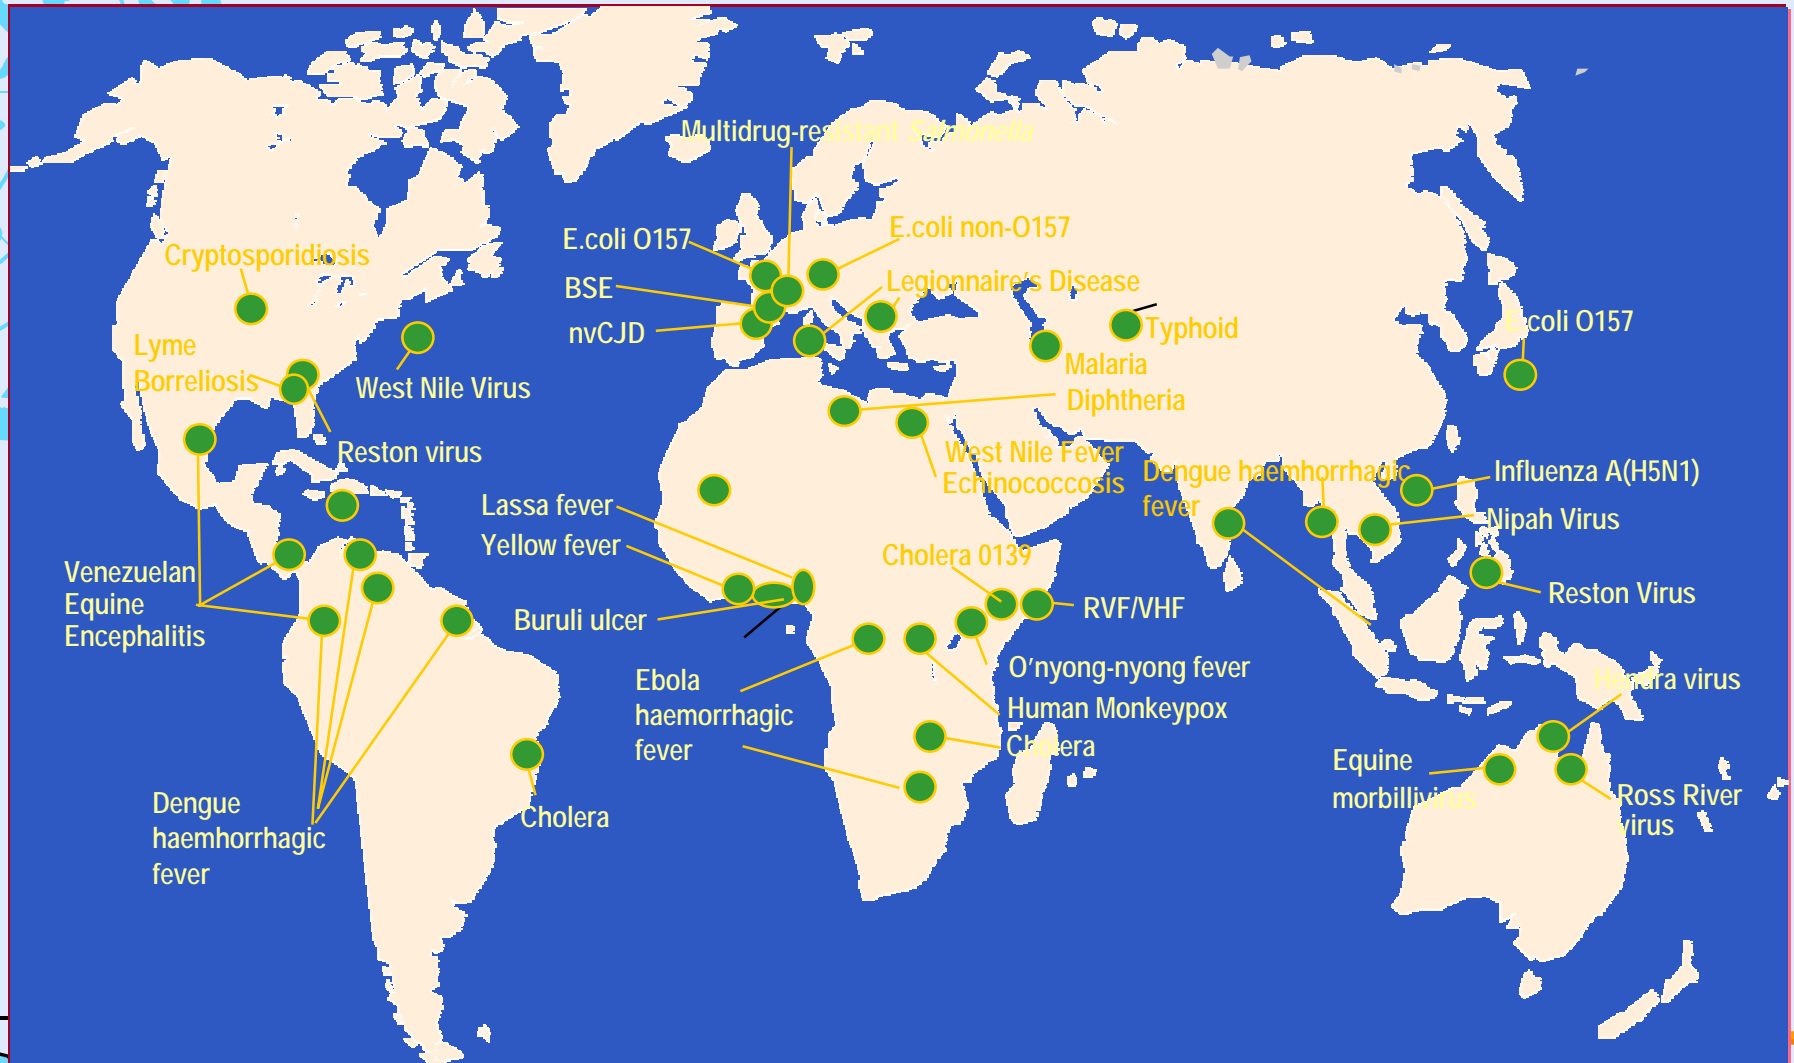 Multidrug-resistant Salmonella
E.coli O157
E.coli non-O157
Cryptosporidiosis
BSE
Legionnaire's Disease
nvCJD
Typhoid
E.coli O157
Lyme
Borreliosis
West Nile Virus
Malaria
Diphtheria
Reston virus
West Nile Fever
Echinococcosis
Dengue haemhorrhagic
fever
Influenza A(H5N1)
Nipah Virus
Lassa fever
Yellow fever
Cholera 0139
Venezuelan
Equine
Encephalitis
Buruli ulcer
RVF/VHF
Reston Virus
Ebola
haemorrhagic
fever
O'nyong-nyong fever
Human Monkeypox
Cholera
Hendra virus
Equine
morbillivirus
Ross River
virus
Dengue
haemhorrhagic
fever
Cholera